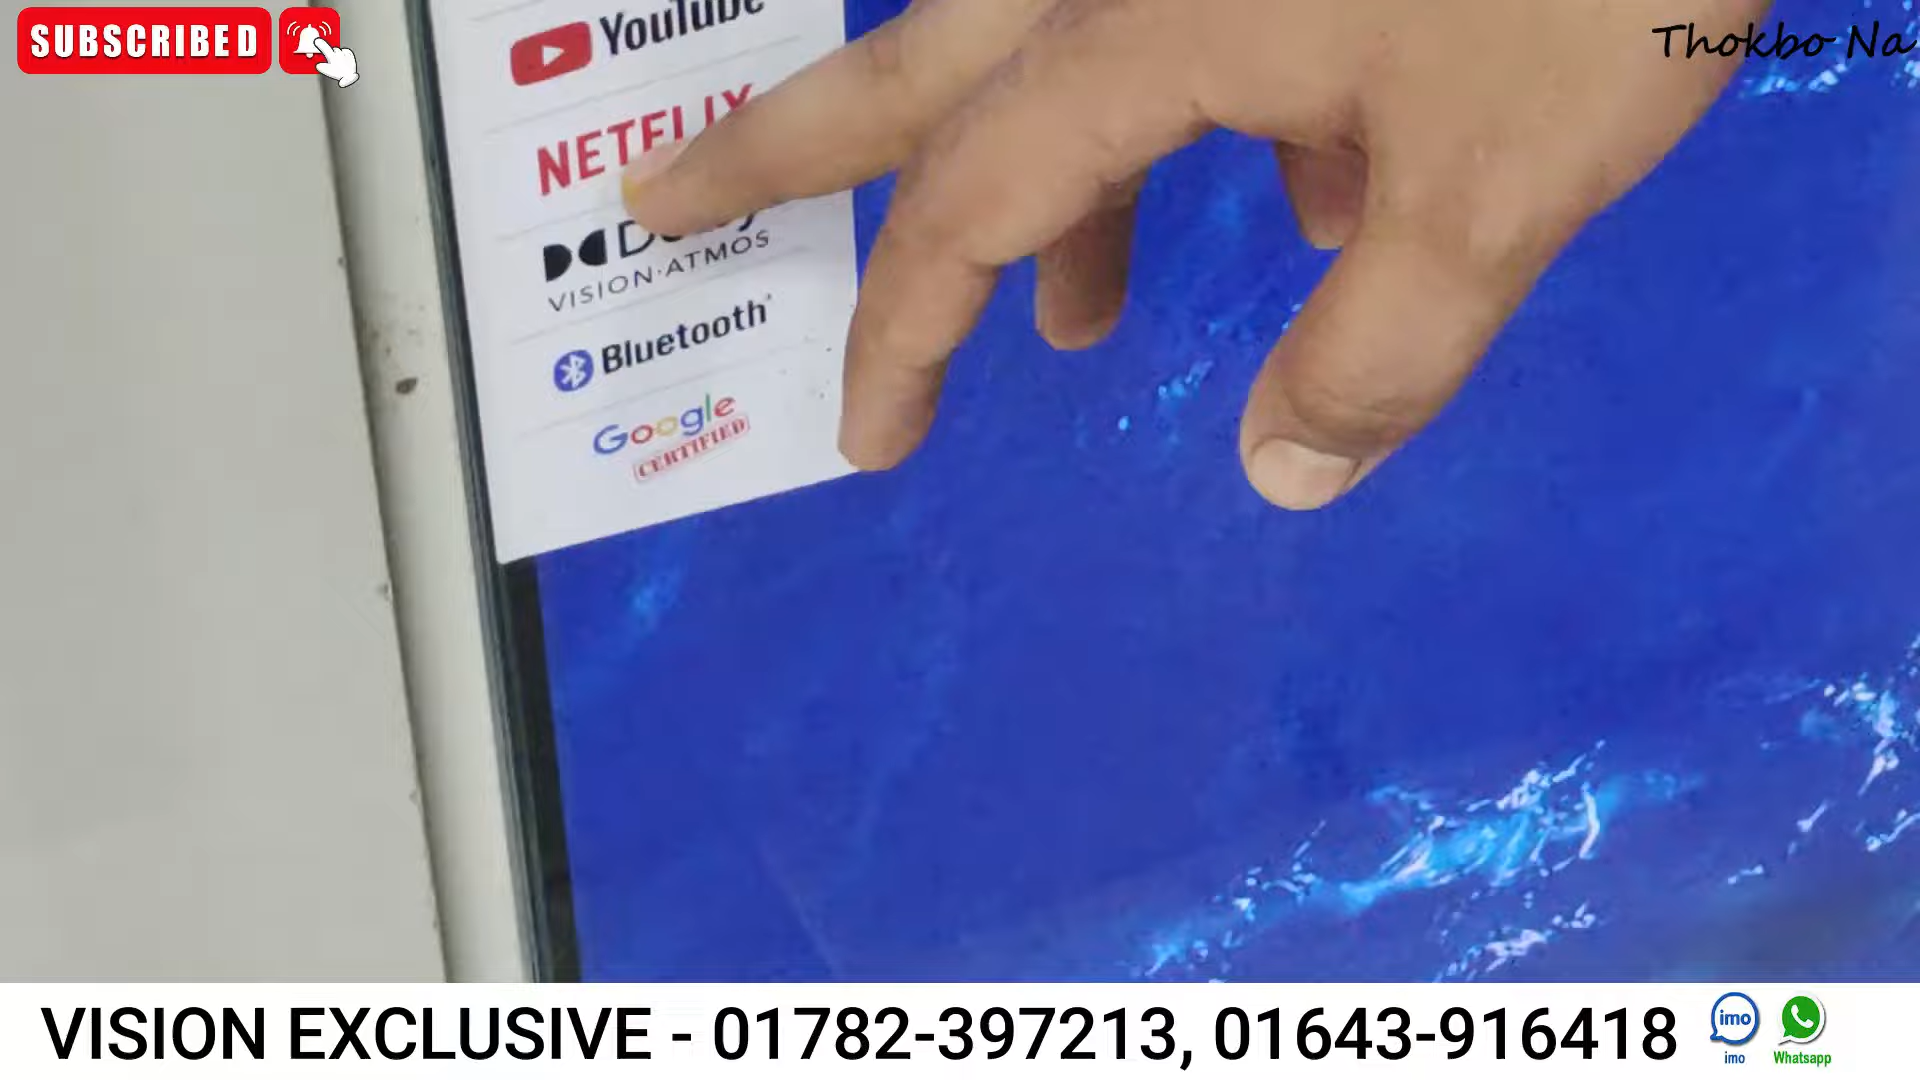 SUBSCRIBED
Thokbo Na
YouTube
NETFLIX
VISION·ATMOS
Bluetooth
Google
CERTIFIED
VISION EXCLUSIVE - 01782-397213, 01643-916418
imo
imo
Whatsapp